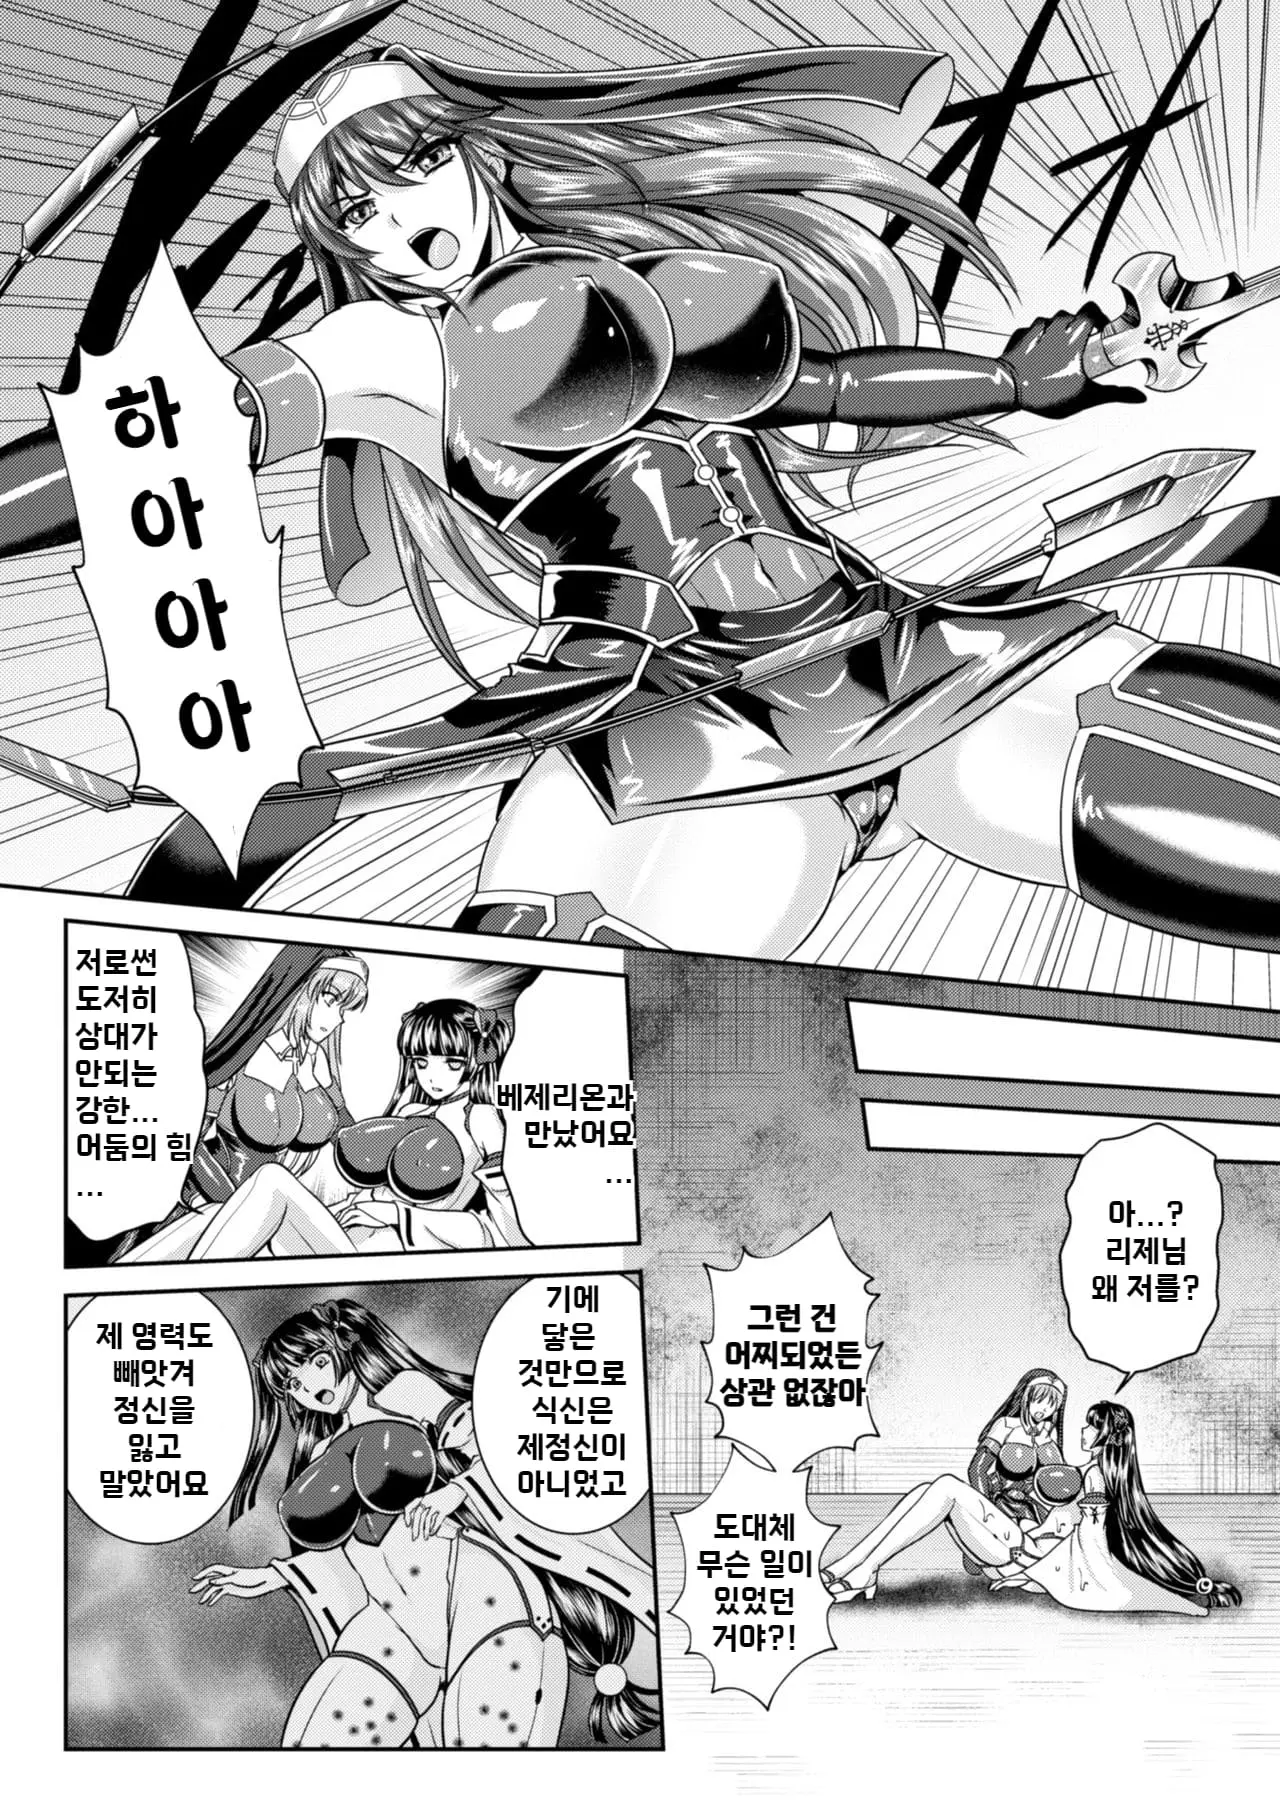 하아아아아
아...?
리제님
왜 저를?
그런 건
어찌되었든
상관 없잖아
도대체
무슨 일이
있었던
거야?!
베제리온과
만났어요
...
저로썬
도저히
상대가
안되는
강한...
어둠의 힘
...
기에
닿은
것만으로
식신은
제정신이
아니었고
제 영력도
빼앗겨
정신을
잃고
말았어요